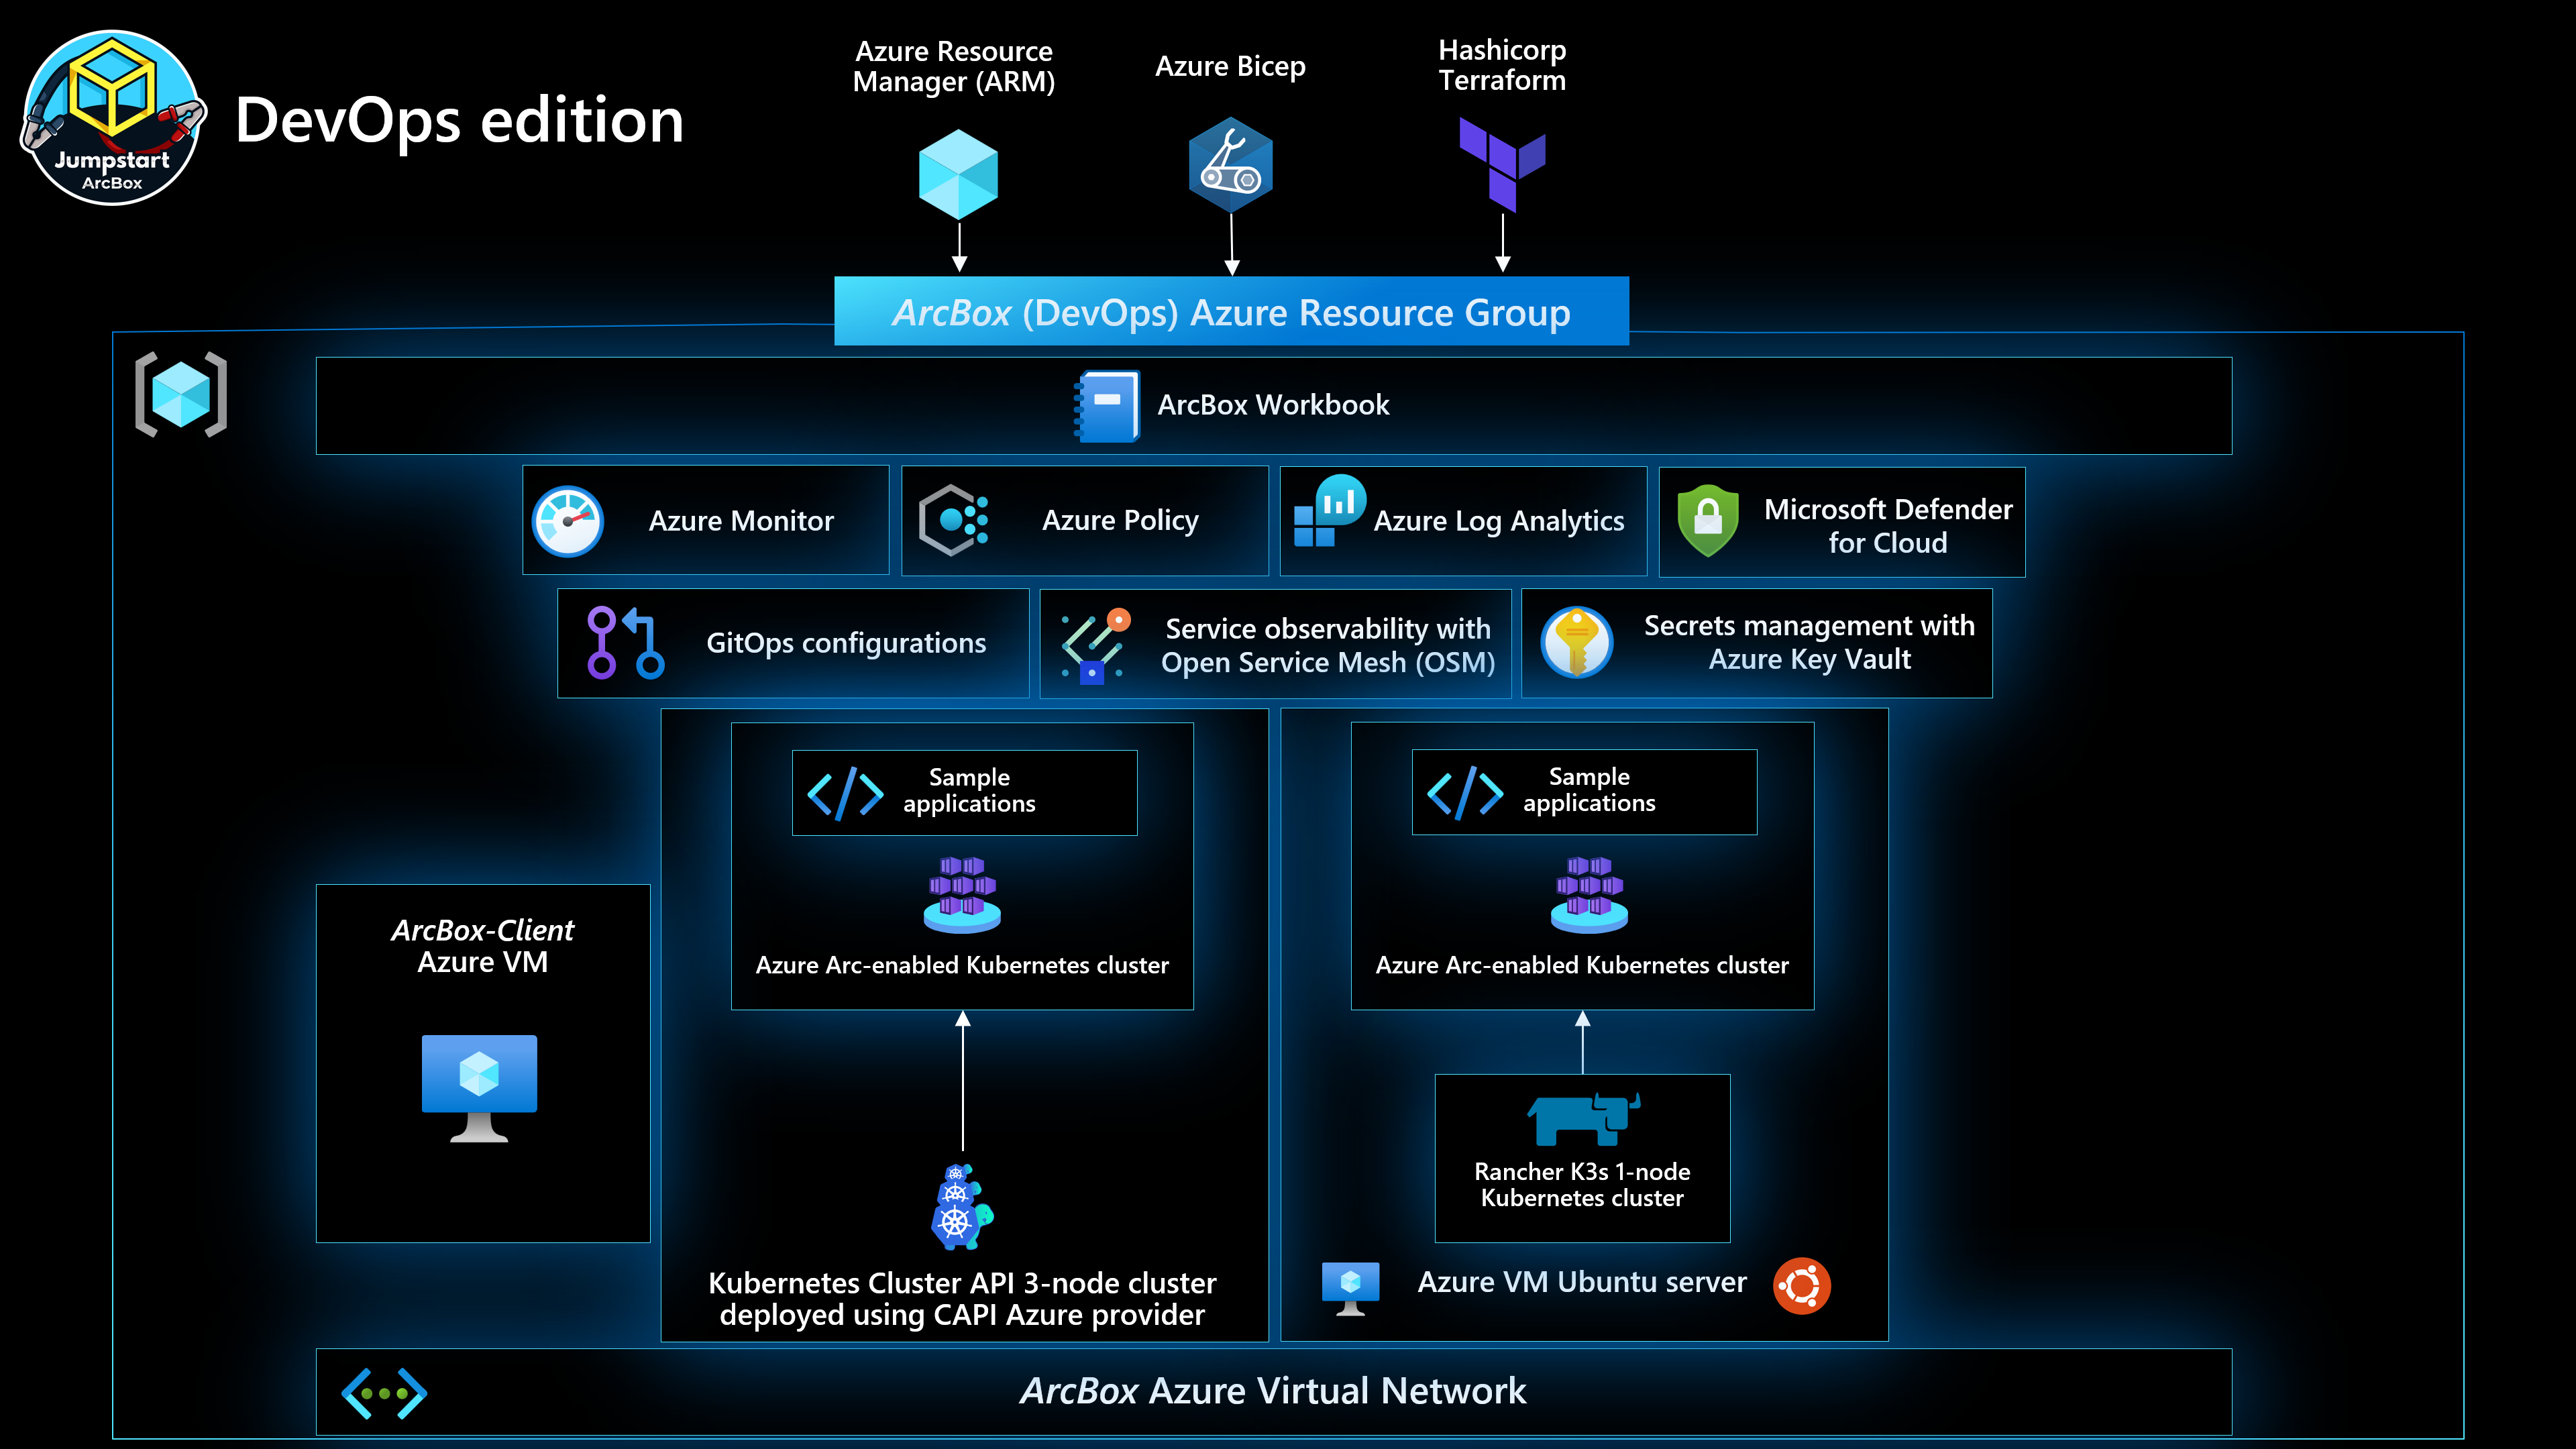 Jumpstart
ArcBox
DevOps edition
Azure Resource
Manager (ARM)
Azure Bicep
Hashicorp
Terraform
ArcBox (DevOps) Azure Resource Group
ArcBox Workbook
Azure Monitor
Azure Policy
Azure Log Analytics
Microsoft Defender
for Cloud
GitOps configurations
Service observability with
Open Service Mesh (OSM)
Secrets management with
Azure Key Vault
ArcBox-Client
Azure VM
Sample
applications
Azure Arc-enabled Kubernetes cluster
Kubernetes Cluster API 3-node cluster
deployed using CAPI Azure provider
Sample
applications
Azure Arc-enabled Kubernetes cluster
Rancher K3s 1-node
Kubernetes cluster
Azure VM Ubuntu server
ArcBox Azure Virtual Network